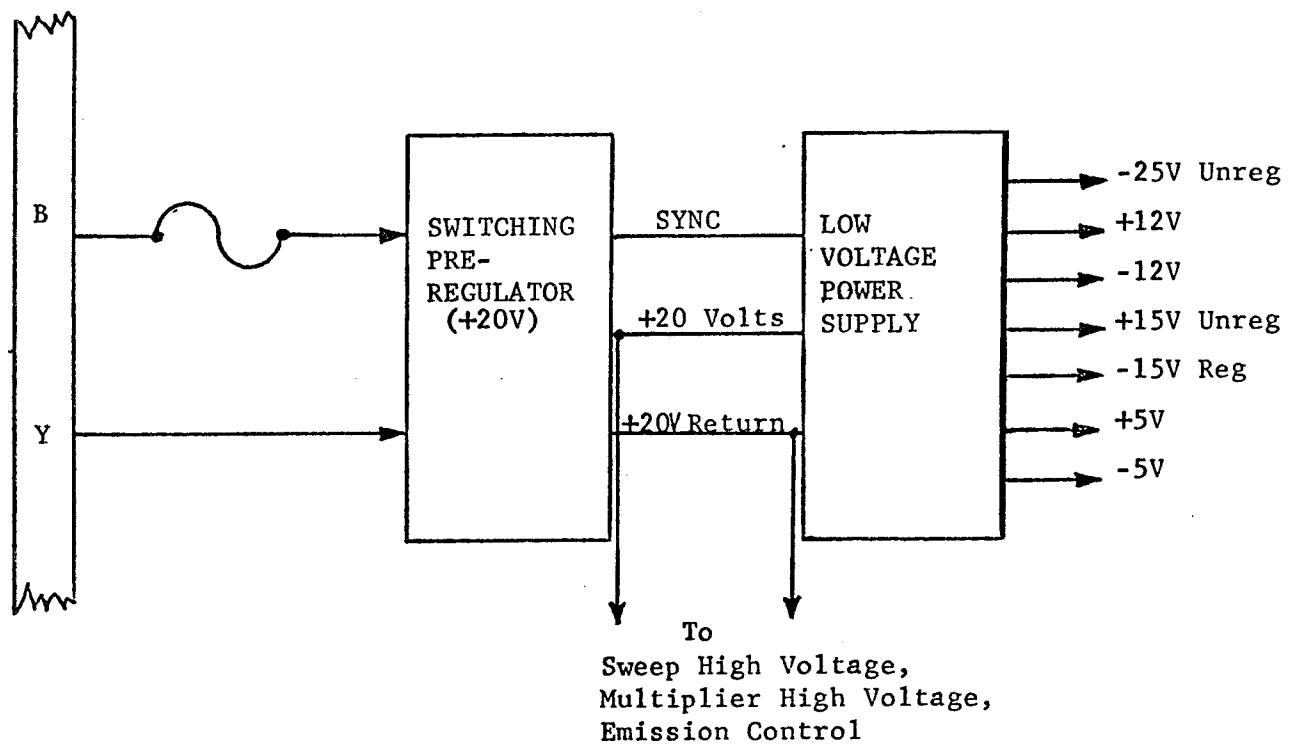 B
Y
SWITCHING
PRE-
REGULATOR
(+20V)
SYNC
+20 Volts
+20V Return
LOW
VOLTAGE
POWER
SUPPLY
-25V Unreg
+12V
-12V
+15V Unreg
-15V Reg
+5V
-5V
To
Sweep High Voltage,
Multiplier High Voltage,
Emission Control